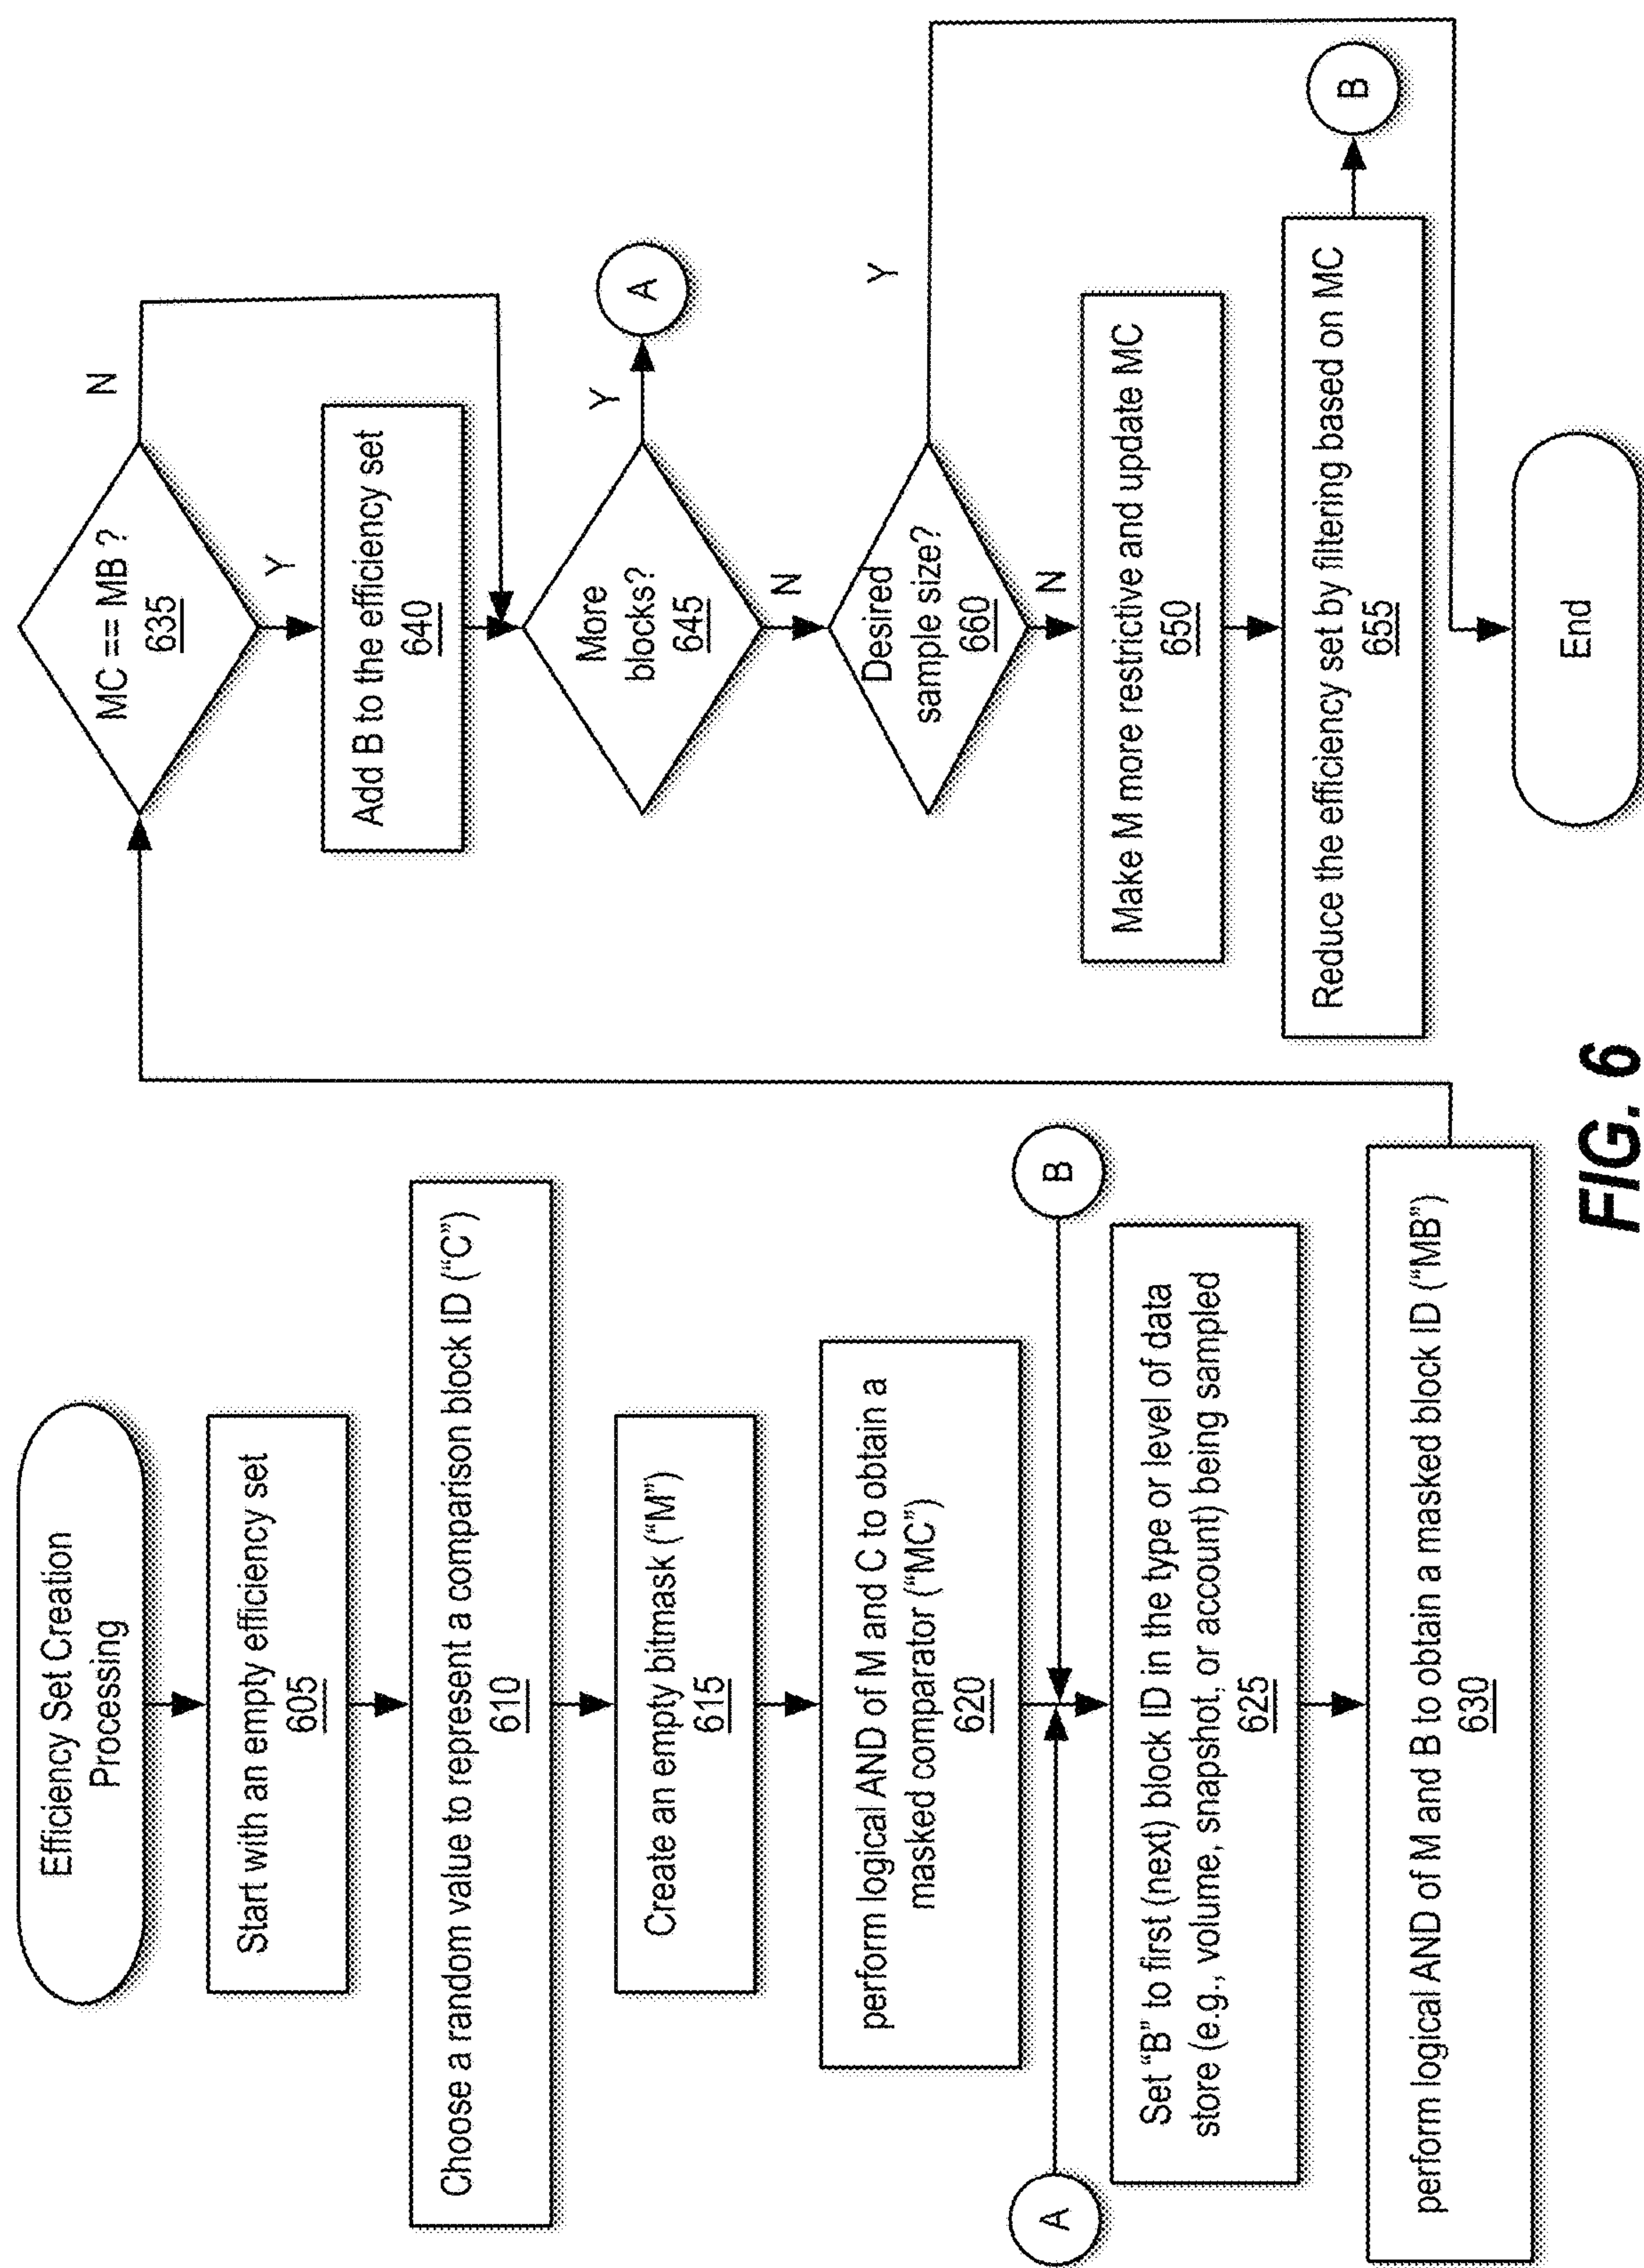 Efficiency Set Creation
Processing
Start with an empty efficiency set
605
Choose a random value to represent a comparison block ID (“C”)
610
Create an empty bitmask (“M”)
615
perform logical AND of M and C to obtain a
masked comparator (“MC”)
620
A
B
Set “B” to first (next) block ID in the type or level of data
store (e.g., volume, snapshot, or account) being sampled
625
perform logical AND of M and B to obtain a masked block ID (“MB”)
630
MC == MB ?
635
N
Y
Add B to the efficiency set
640
More
blocks?
645
Y
A
N
Desired
sample size?
660
Y
N
Make M more restrictive and update MC
650
Reduce the efficiency set by filtering based on MC
655
B
End
FIG. 6